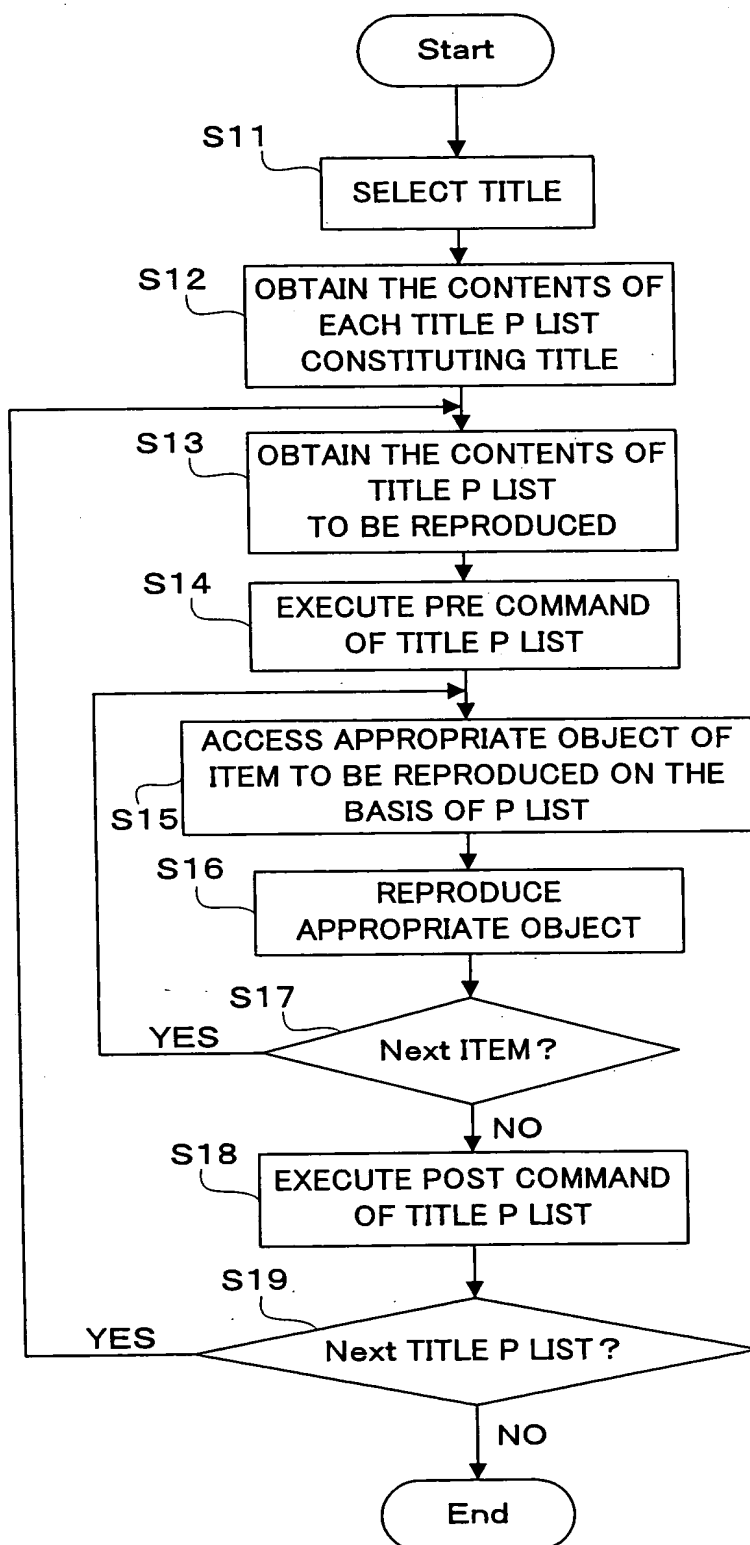 Start
S11
SELECT TITLE
S12
OBTAIN THE CONTENTS OF
EACH TITLE P LIST
CONSTITUTING TITLE
S13
OBTAIN THE CONTENTS OF
TITLE P LIST
TO BE REPRODUCED
S14
EXECUTE PRE COMMAND
OF TITLE P LIST
ACCESS APPROPRIATE OBJECT OF
ITEM TO BE REPRODUCED ON THE
BASIS OF P LIST
S15
S16
REPRODUCE
APPROPRIATE OBJECT
S17
YES
Next ITEM?
NO
S18
EXECUTE POST COMMAND
OF TITLE P LIST
S19
YES
Next TITLE P LIST?
NO
End